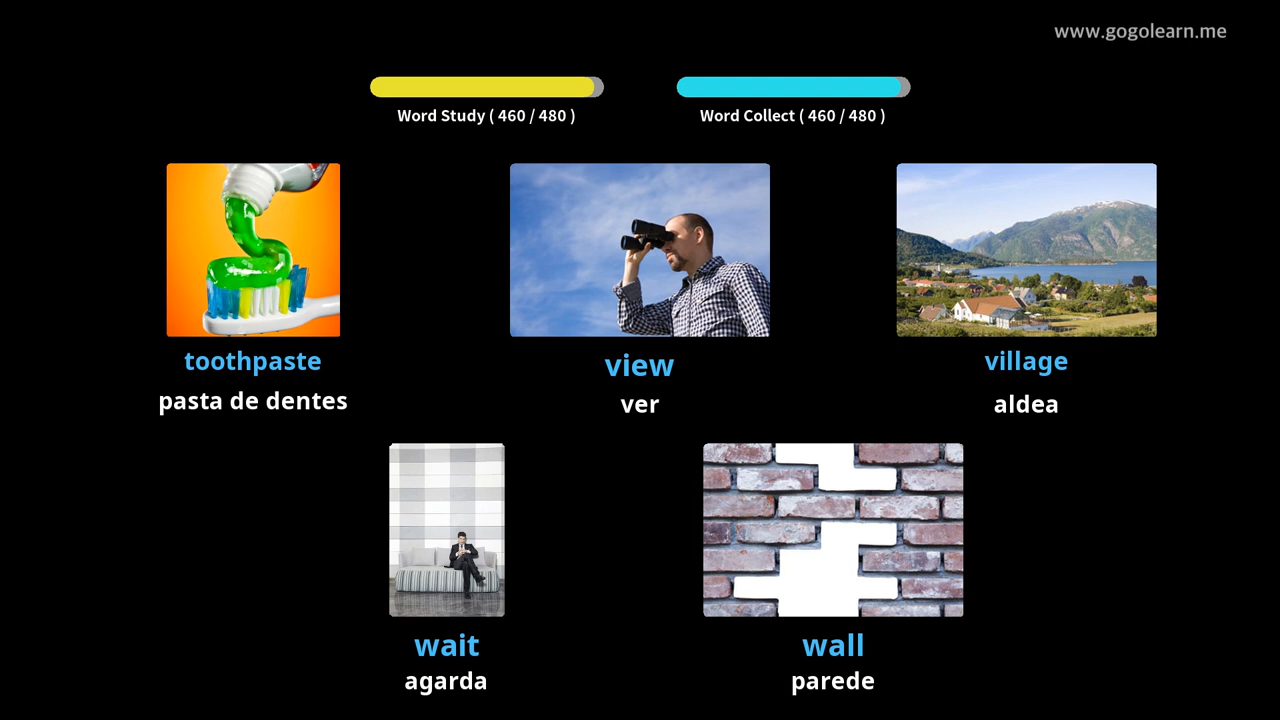 www.gogolearn.me
Word Study ( 460 / 480 )
Word Collect ( 460 / 480 )
toothpaste
pasta de dentes
view
ver
village
aldea
wait
agarda
wall
parede